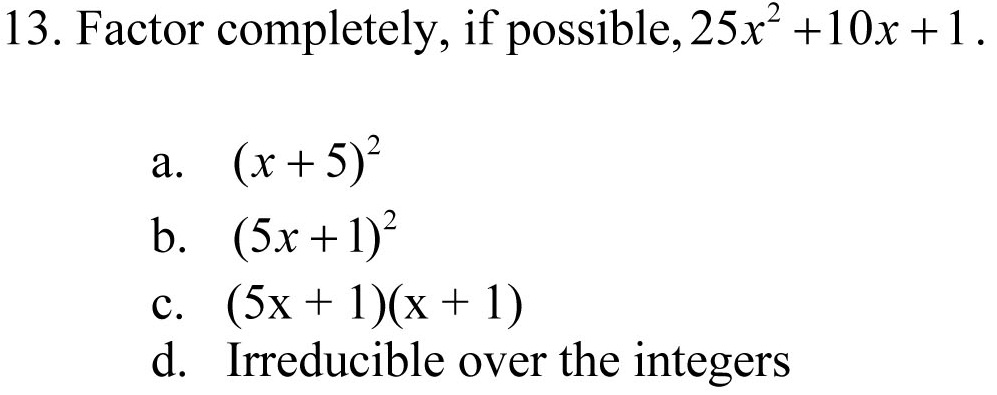 13. Factor completely, if possible, 25x² +10x +1.
a. (x + 5)²
b. (5x + 1)²
c. (5x + 1)(x + 1)
d. Irreducible over the integers